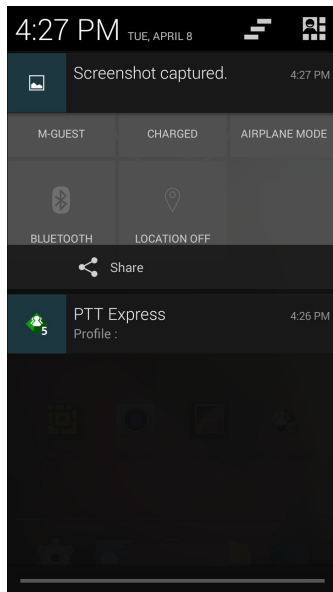 4:27 PM TUE, APRIL 8
Screenshot captured. 4:27 PM
M-GUEST CHARGED AIRPLANE MODE
BLUETOOTH LOCATION OFF
Share
PTT Express 4:26 PM
5 Profile :